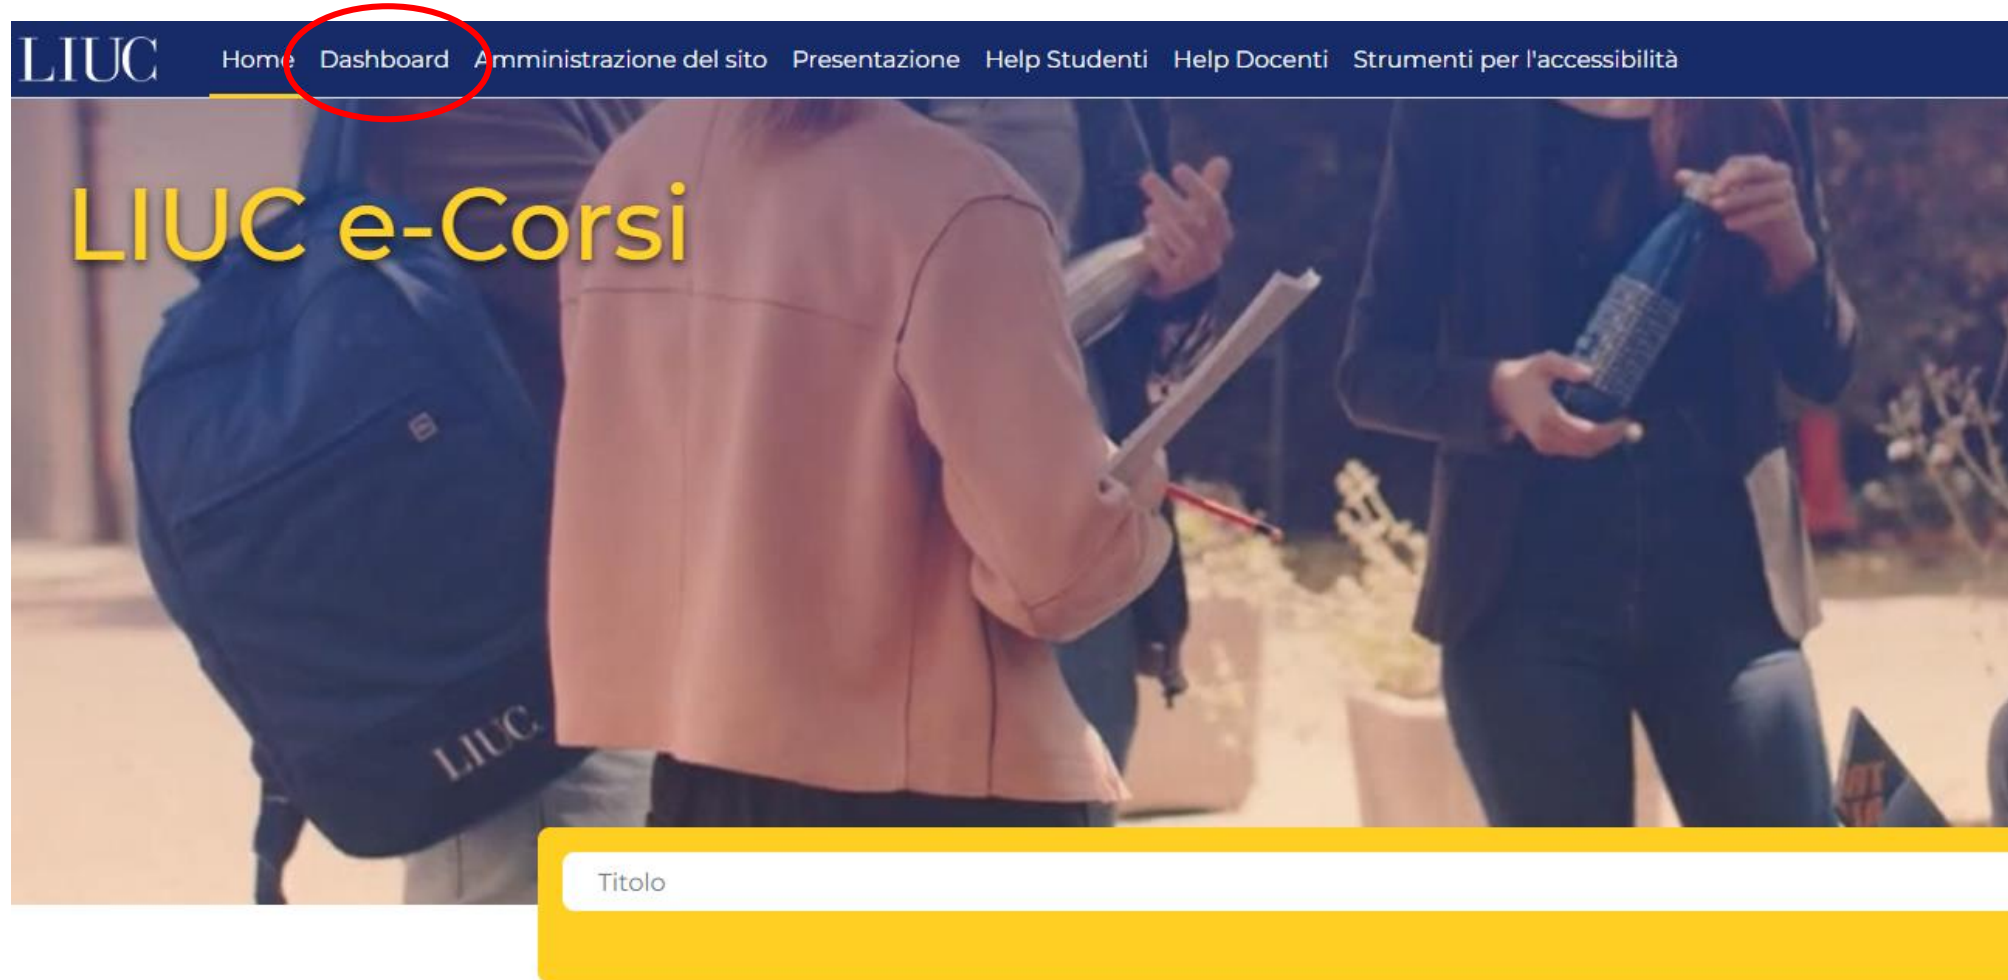 LIUC Home Dashboard Amministrazione del sito Presentazione Help Studenti Help Docenti Strumenti per l'accessibilità
LIUC e-Corsi
LIUC
Titolo